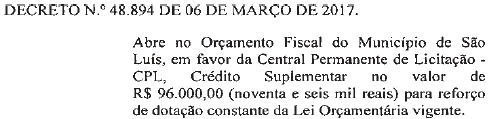 DECRETO N.º 48.894 DE 06 DE MARÇO DE 2017.
Abre no Orçamento Fiscal do Município de São
Luís, em favor da Central Permanente de Licitação -
CPL, Crédito Suplementar no valor de
R$ 96.000,00 (noventa e seis mil reais) para reforço
de dotação constante da Lei Orçamentária vigente.